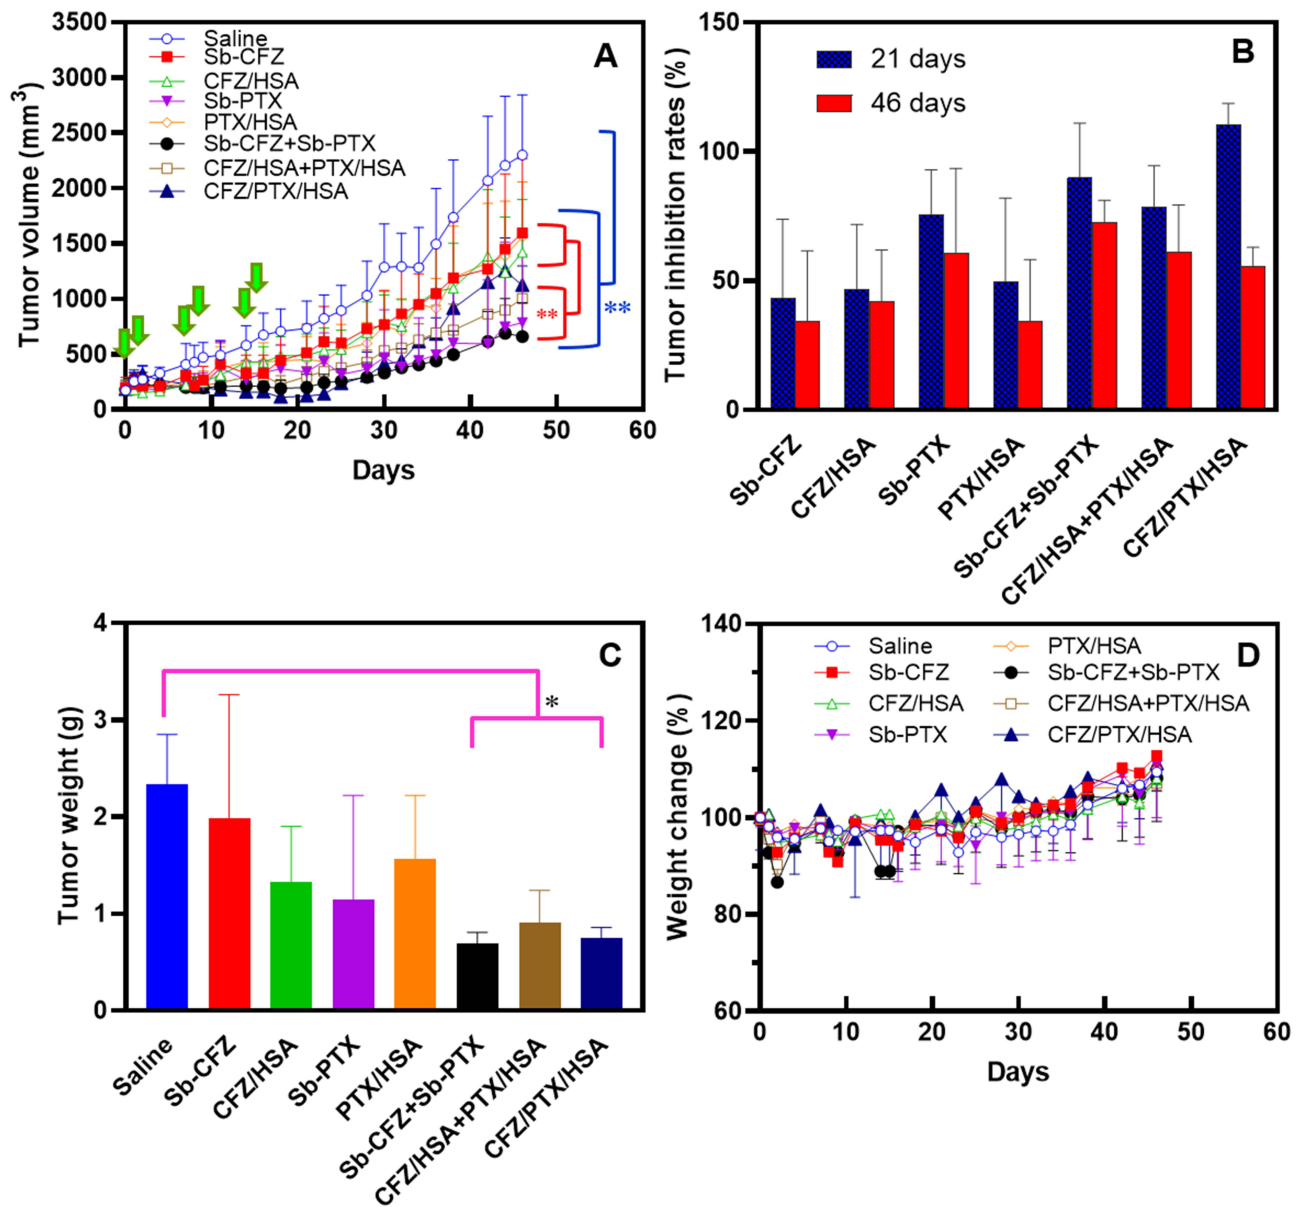 A
Tumor volume (mm3)
3500
3000
2500
2000
1500
1000
500
0
Saline
Sb-CFZ
CFZ/HSA
Sb-PTX
PTX/HSA
Sb-CFZ+Sb-PTX
CFZ/HSA+PTX/HSA
CFZ/PTX/HSA
**
**
0 10 20 30 40 50 60
Days
B
Tumor inhibition rates (%)
150
100
50
0
21 days
46 days
Sb-CFZ
CFZ/HSA
Sb-PTX
PTX/HSA
Sb-CFZ+Sb-PTX
CFZ/HSA+PTX/HSA
CFZ/PTX/HSA
C
Tumor weight (g)
4
3
2
1
0
*
Saline
Sb-CFZ
CFZ/HSA
Sb-PTX
PTX/HSA
Sb-CFZ+Sb-PTX
CFZ/HSA+PTX/HSA
CFZ/PTX/HSA
D
Weight change (%)
140
120
100
80
60
Saline
Sb-CFZ
CFZ/HSA
Sb-PTX
PTX/HSA
Sb-CFZ+Sb-PTX
CFZ/HSA+PTX/HSA
CFZ/PTX/HSA
0 10 20 30 40 50 60
Days